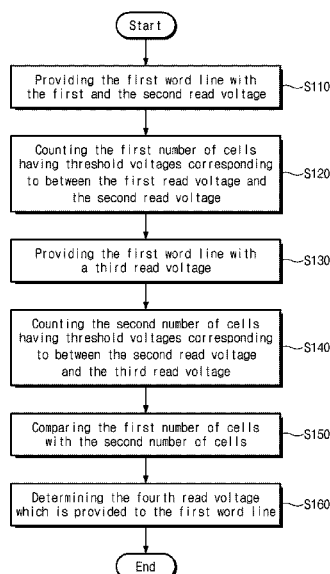 Start
Providing the first word line with
the first and the second read voltage
S110
Counting the first number of cells
having threshold voltages corresponding
to between the first read voltage and
the second read voltage
S120
Providing the first word line with
a third read voltage
S130
Counting the second number of cells
having threshold voltages corresponding
to between the second read voltage
and the third read voltage
S140
Comparing the first number of cells
with the second number of cells
S150
Determining the fourth read voltage
which is provided to the first word line
S160
End